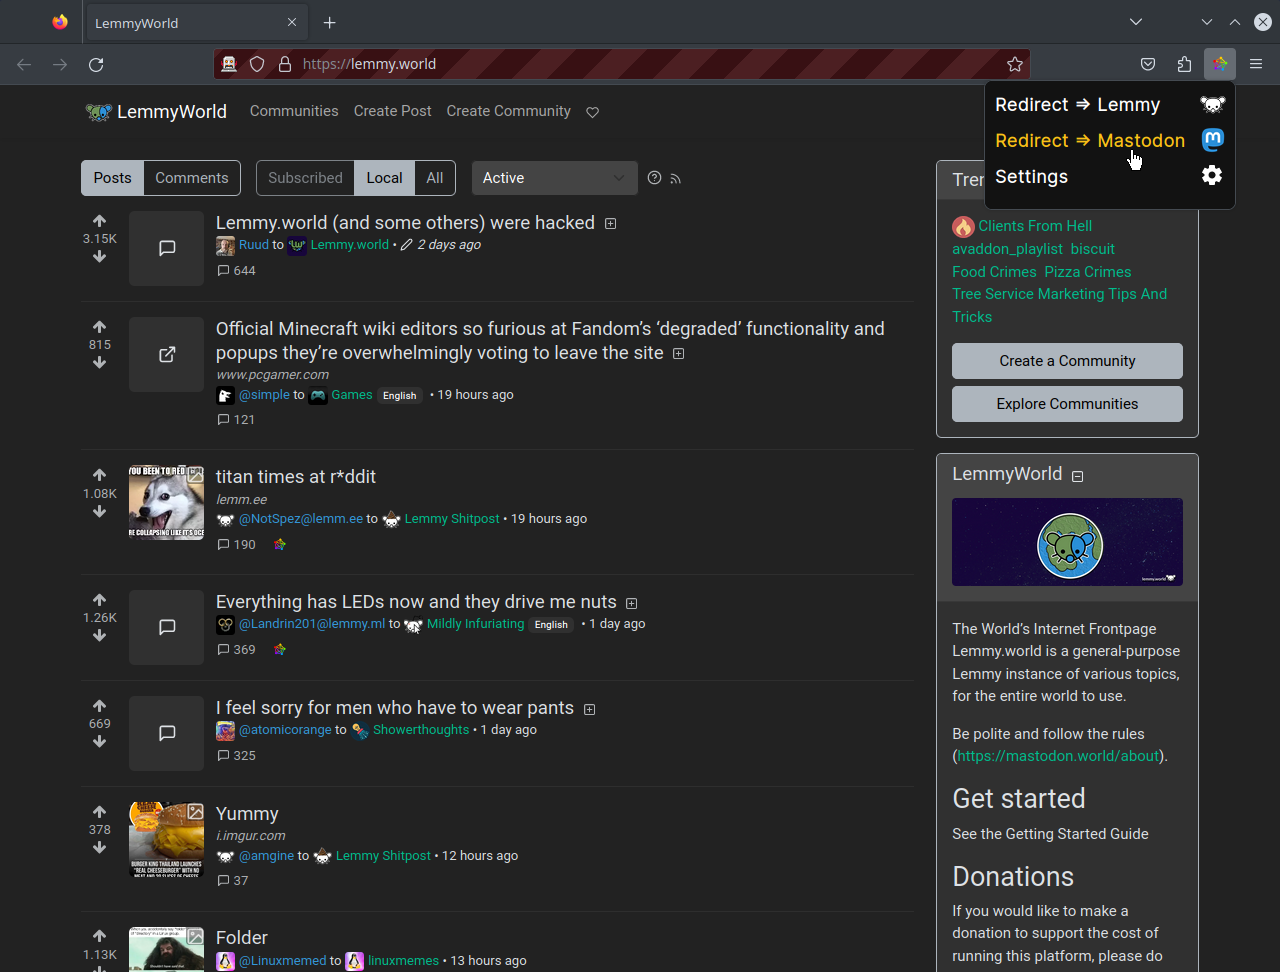 LemmyWorld
https://lemmy.world
LemmyWorld
Communities
Create Post
Create Community
Redirect ⇒ Lemmy
Redirect ⇒ Mastodon
Settings
Posts
Comments
Subscribed
Local
All
Active
Lemmy.world (and some others) were hacked
3.15K
Ruud to Lemmy.world • 2 days ago
644
Official Minecraft wiki editors so furious at Fandom’s ‘degraded’ functionality and
popups they’re overwhelmingly voting to leave the site
815
www.pcgamer.com
@simple to Games English • 19 hours ago
121
titan times at r*ddit
1.08K
lemm.ee
@NotSpez@lemm.ee to Lemmy Shitpost • 19 hours ago
190
Everything has LEDs now and they drive me nuts
1.26K
@Landrin201@lemmy.ml to Mildly Infuriating English • 1 day ago
369
I feel sorry for men who have to wear pants
669
@atomicorange to Showerthoughts • 1 day ago
325
Yummy
378
i.imgur.com
BURGER KING THAILAND LAUNCHES
"REAL CHEESEBURGER" WITH NO
@amgine to Lemmy Shitpost • 12 hours ago
37
Folder
1.13K
@Linuxmemed to linuxmemes • 13 hours ago
Tren
Clients From Hell
avaddon_playlist biscuit
Food Crimes Pizza Crimes
Tree Service Marketing Tips And
Tricks
Create a Community
Explore Communities
LemmyWorld
lemmy.world
The World’s Internet Frontpage
Lemmy.world is a general-purpose
Lemmy instance of various topics,
for the entire world to use.
Be polite and follow the rules
(https://mastodon.world/about).
Get started
See the Getting Started Guide
Donations
If you would like to make a
donation to support the cost of
running this platform, please do